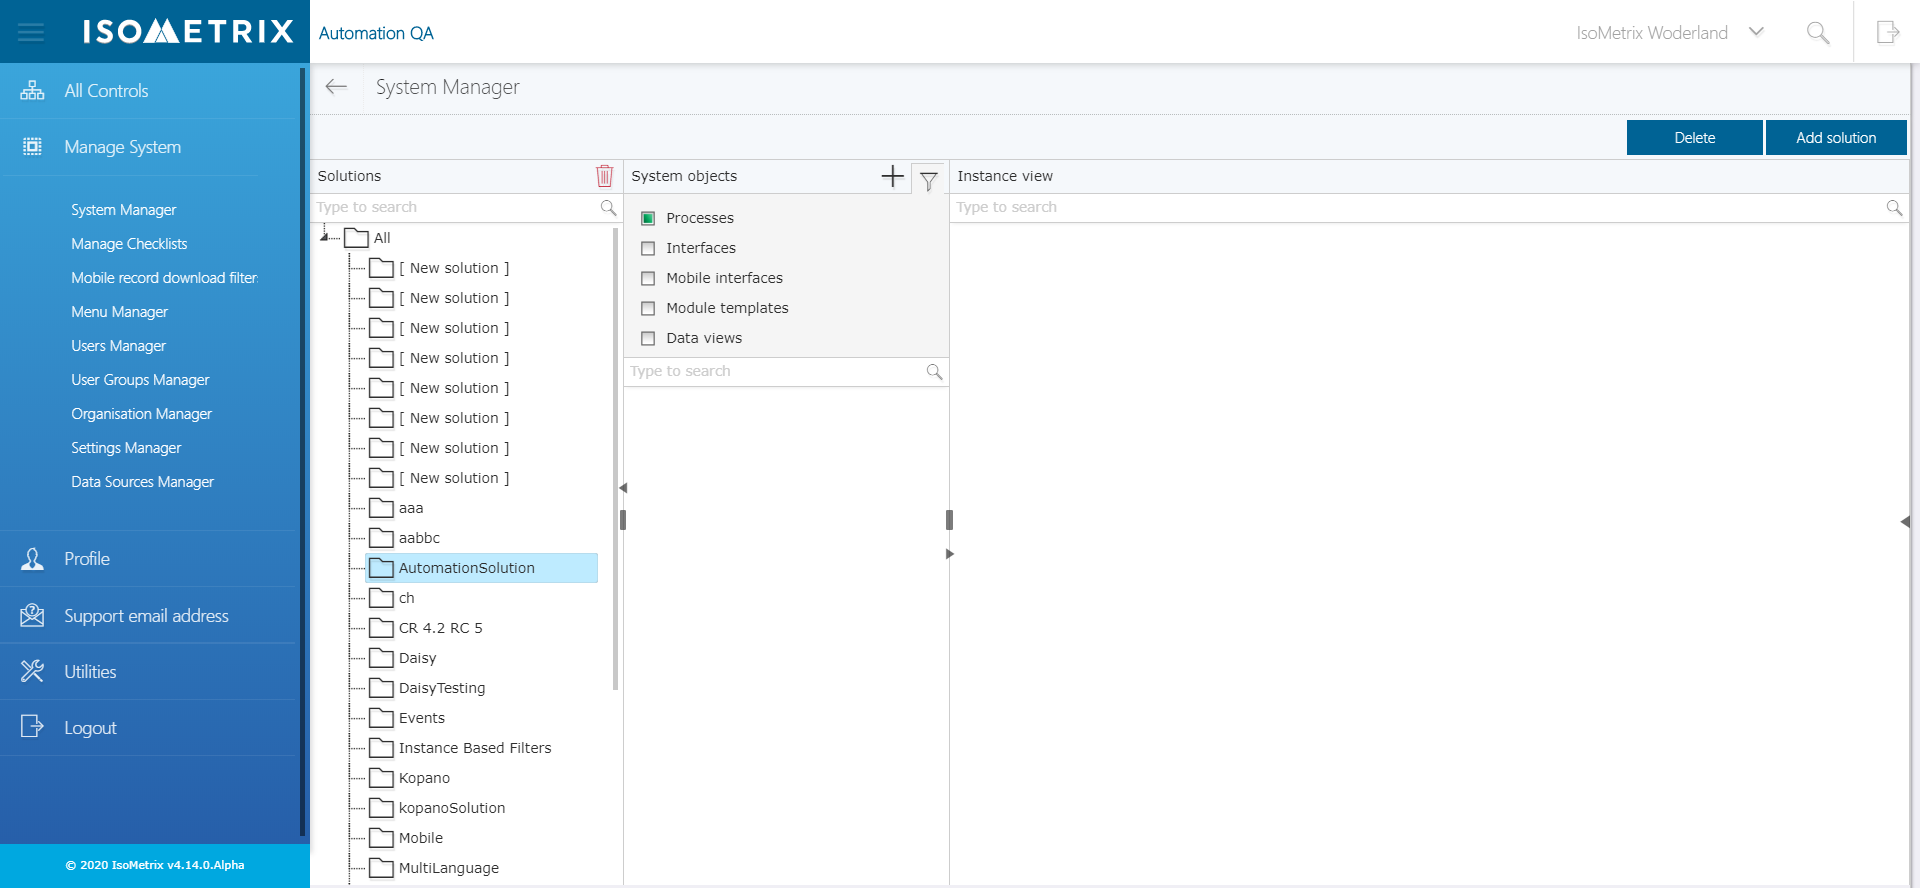 ISOMETRIX
Automation QA
IsoMetrix Woderland
All Controls
Manage System
System Manager
Manage Checklists
Mobile record download filter
Menu Manager
Users Manager
User Groups Manager
Organisation Manager
Settings Manager
Data Sources Manager
Profile
Support email address
Utilities
Logout
© 2020 IsoMetrix v4.14.0.Alpha
System Manager
Delete
Add solution
Solutions
Type to search
All
[ New solution ]
[ New solution ]
[ New solution ]
[ New solution ]
[ New solution ]
[ New solution ]
[ New solution ]
[ New solution ]
aaa
aabbc
AutomationSolution
ch
CR 4.2 RC 5
Daisy
DaisyTesting
Events
Instance Based Filters
Kopano
kopanoSolution
Mobile
MultiLanguage
System objects
Processes
Interfaces
Mobile interfaces
Module templates
Data views
Type to search
Instance view
Type to search